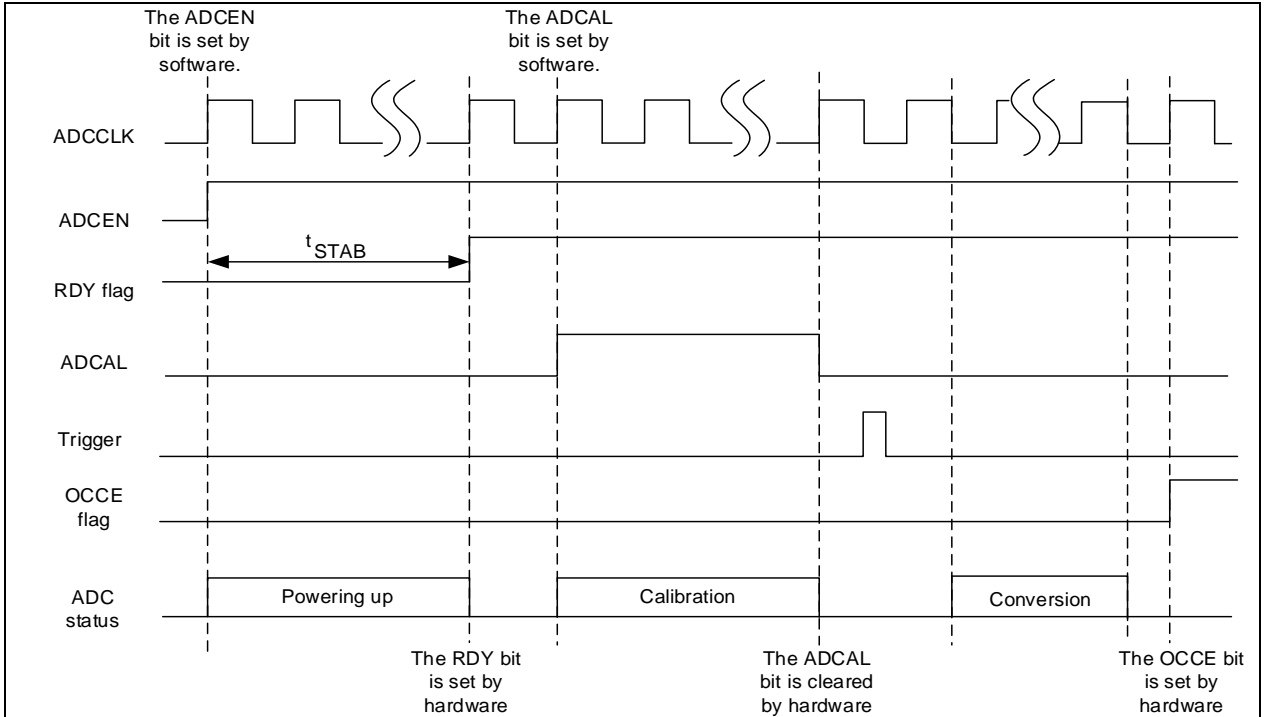 The ADCEN
bit is set by
software.
The ADCAL
bit is set by
software.
ADCCLK
ADCEN
tSTAB
RDY flag
ADCAL
Trigger
OCCE
flag
ADC
status
Powering up
Calibration
Conversion
The RDY bit
is set by
hardware
The ADCAL
bit is cleared
by hardware
The OCCE bit
is set by
hardware